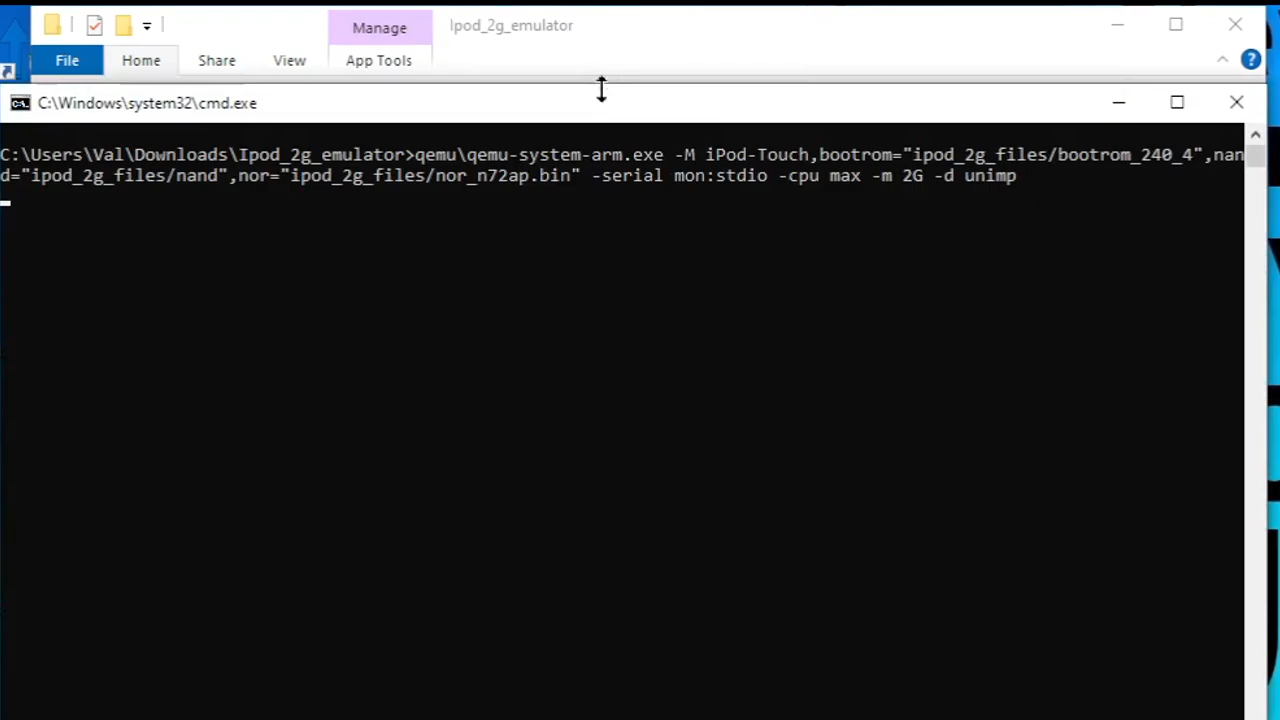 Manage
Ipod_2g_emulator
File
Home
Share
View
App Tools
C:\Windows\system32\cmd.exe
C:\Users\Val\Downloads\Ipod_2g_emulator>qemu\qemu-system-arm.exe -M iPod-Touch,bootrom="ipod_2g_files/bootrom_240_4",nan
d="ipod_2g_files/nand",nor="ipod_2g_files/nor_n72ap.bin" -serial mon:stdio -cpu max -m 2G -d unimp